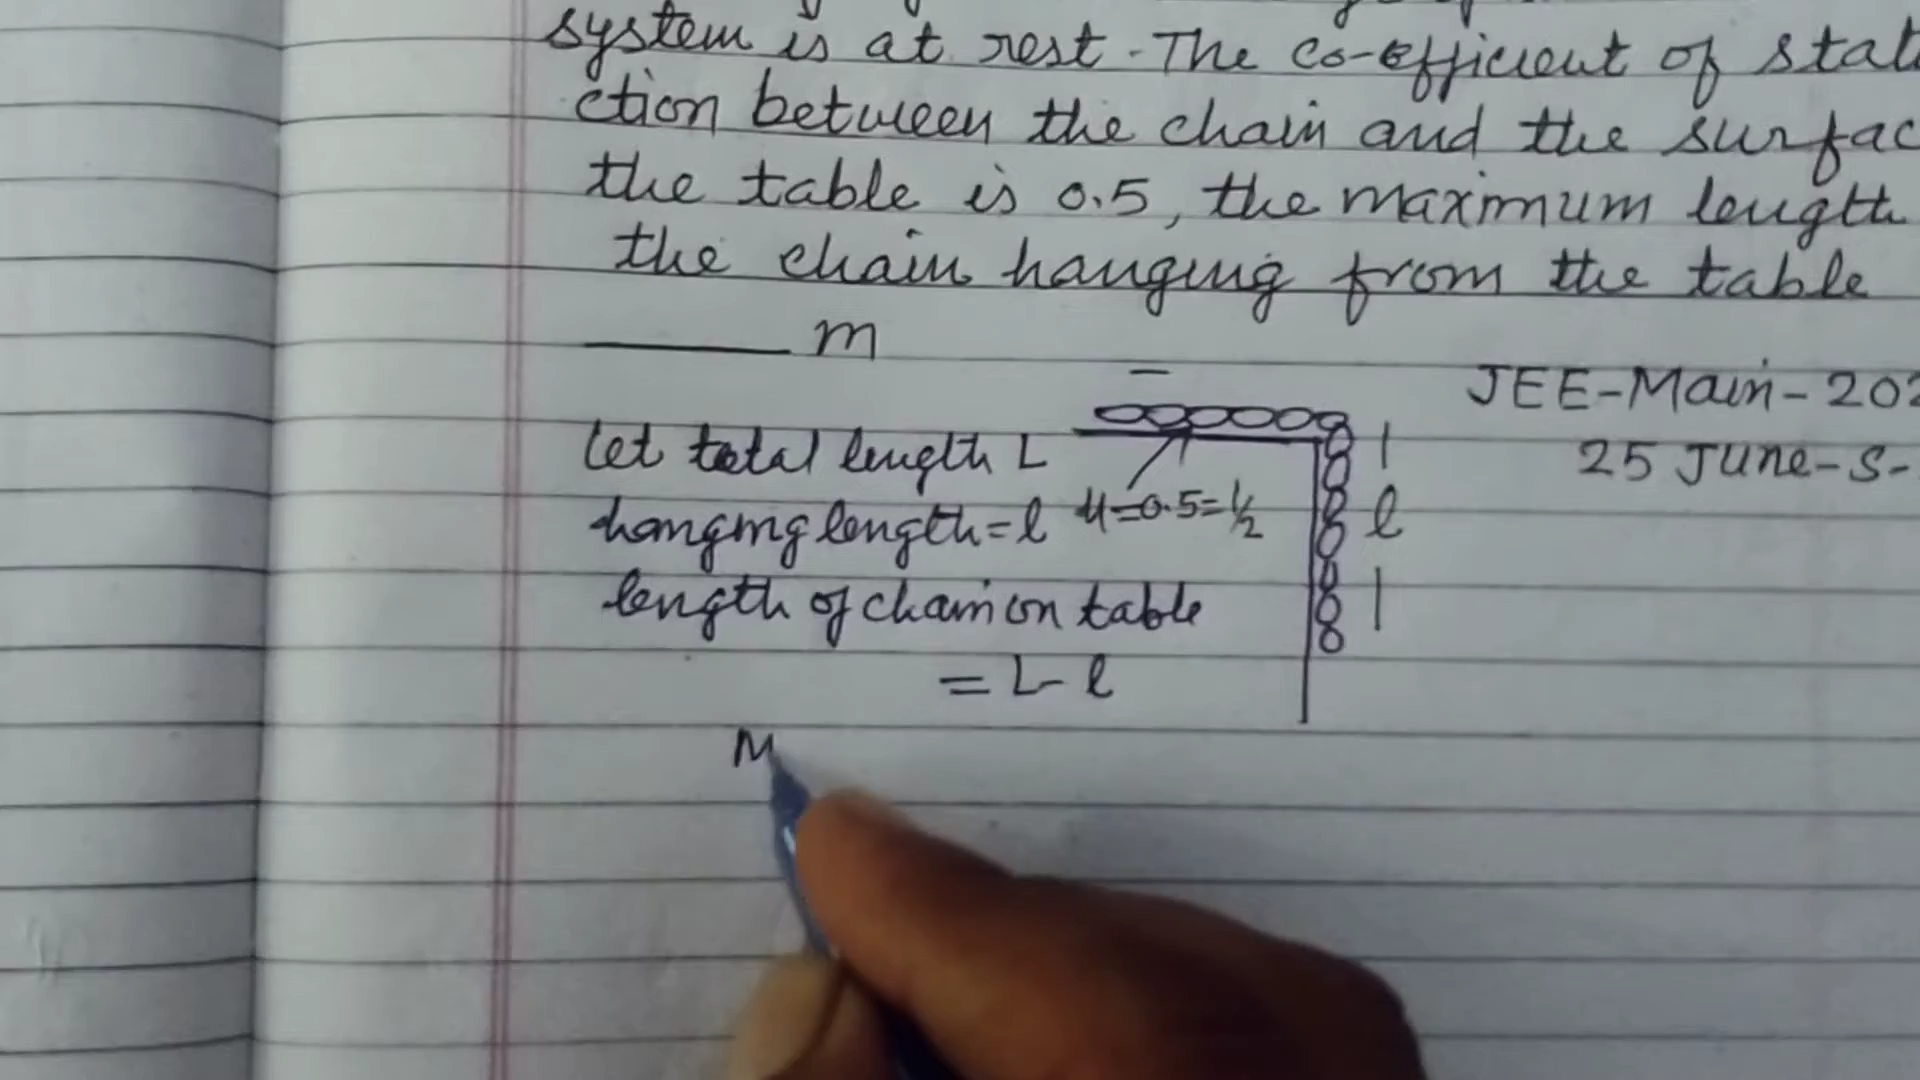 system is at rest. The co-efficient of stat
ction between the chain and the surfac
the table is 0.5, the maximum length
the chain hanging from the table
_____ m
JEE-Main-202
25 June-S-
Let total length L
hanging length = l
μ=0.5=1/2
l
length of chain on table
= L-l
M